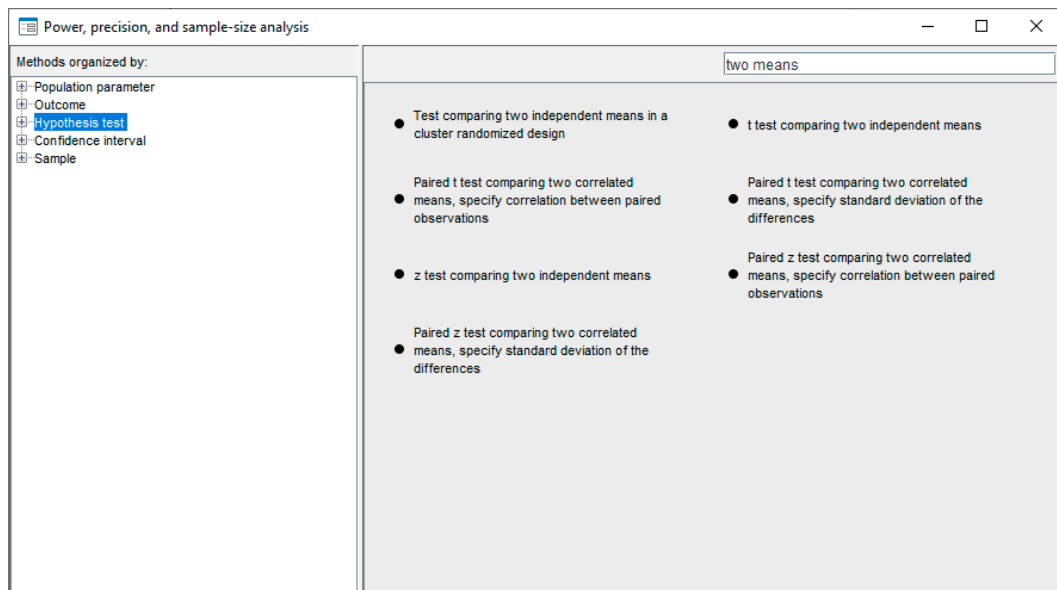 Power, precision, and sample-size analysis
Methods organized by:
Population parameter
Outcome
Hypothesis test
Confidence interval
Sample
two means
Test comparing two independent means in a
cluster randomized design
t test comparing two independent means
Paired t test comparing two correlated
means, specify correlation between paired
observations
Paired t test comparing two correlated
means, specify standard deviation of the
differences
z test comparing two independent means
Paired z test comparing two correlated
means, specify correlation between paired
observations
Paired z test comparing two correlated
means, specify standard deviation of the
differences